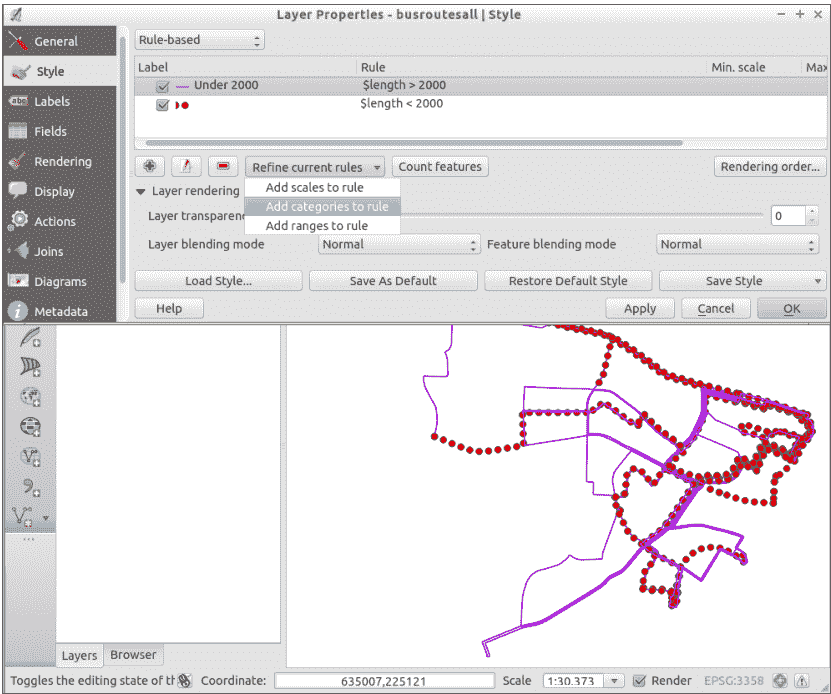 Layer Properties - busroutesall | Style
General
Style
Labels
Fields
Rendering
Display
Actions
Joins
Diagrams
Metadata
Rule-based
Label Rule Min. scale Max
Under 2000 $length > 2000
$length < 2000
Refine current rules Count features Rendering order...
Add scales to rule
Add categories to rule
Add ranges to rule
Layer rendering
Layer transparen 0
Layer blending mode Normal Feature blending mode Normal
Load Style... Save As Default Restore Default Style Save Style
Help Apply Cancel OK
Layers Browser
Toggles the editing state of th Coordinate: 635007,225121 Scale 1:30.373 Render EPSG:3358